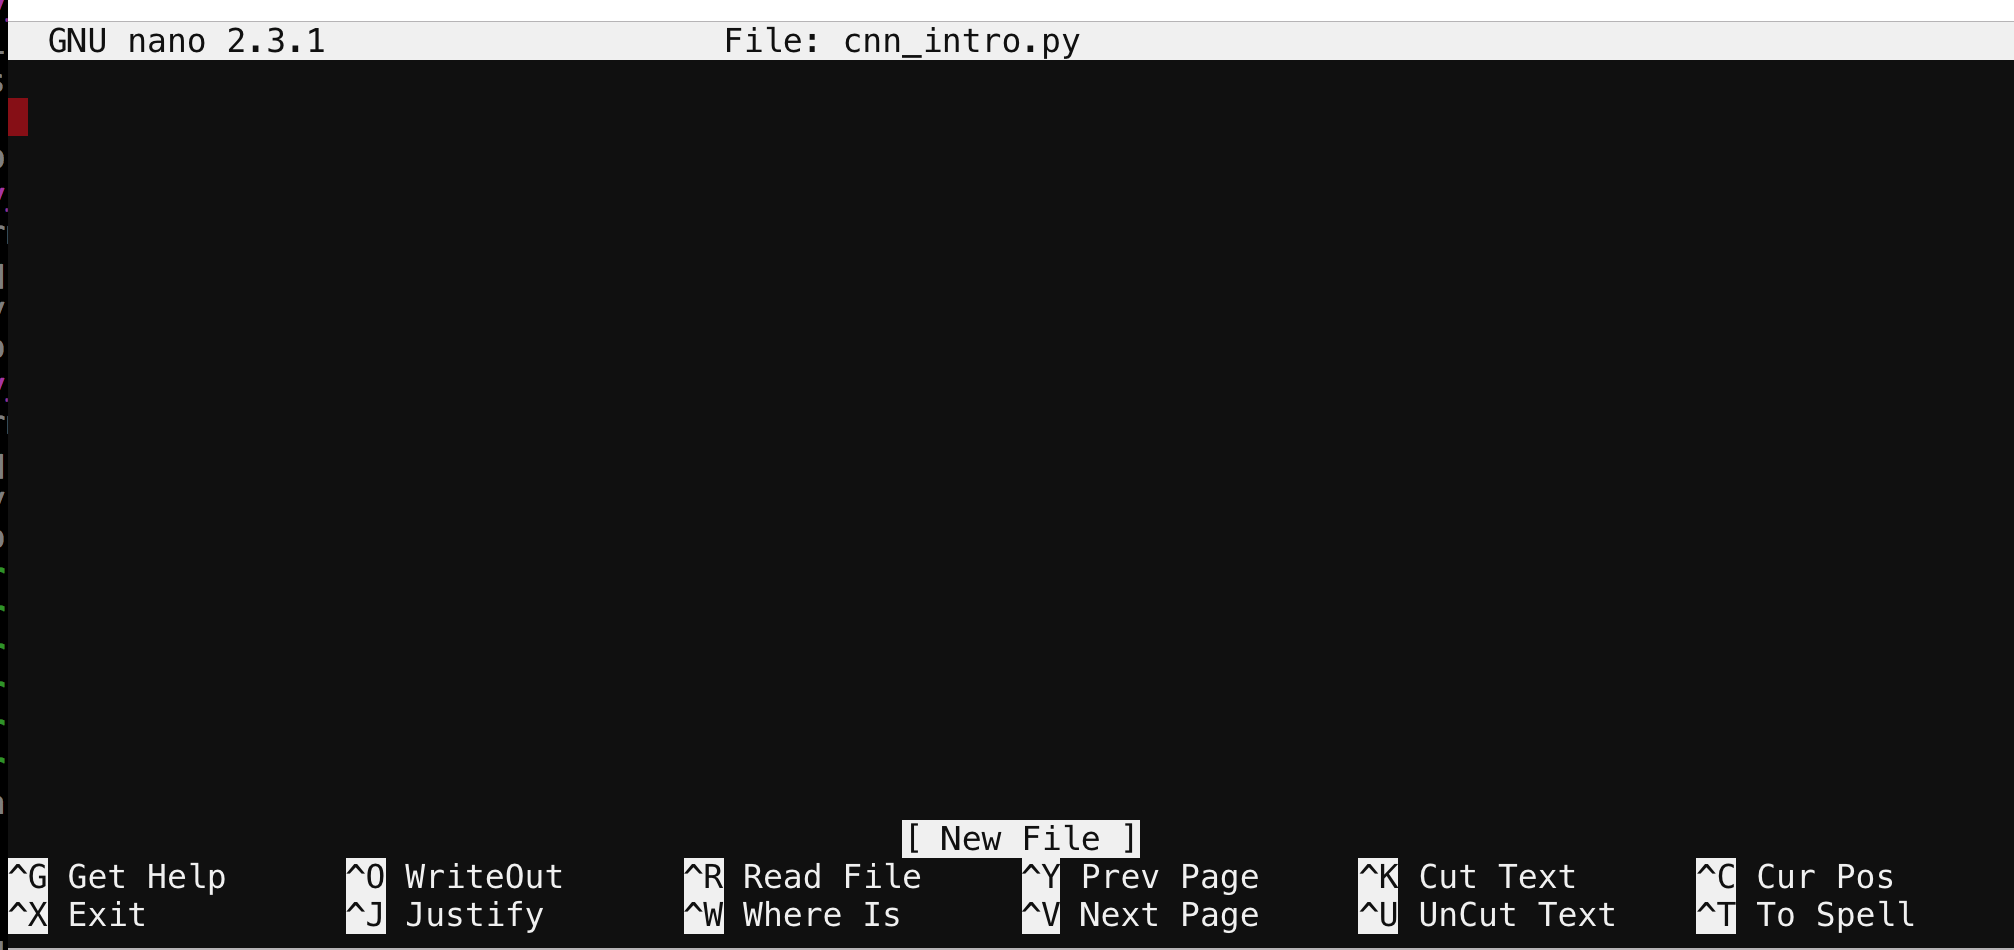 GNU nano 2.3.1 File: cnn_intro.py
[ New File ]
^G Get Help ^O WriteOut ^R Read File ^Y Prev Page ^K Cut Text ^C Cur Pos
^X Exit ^J Justify ^W Where Is ^V Next Page ^U UnCut Text ^T To Spell